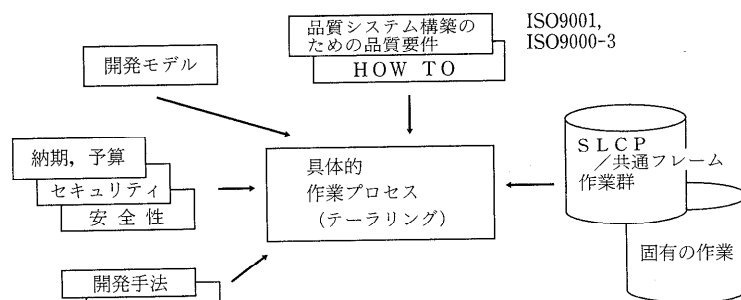 品質システム構築の
ための品質要件
HOW TO
ISO9001,
ISO9000-3
開発モデル
納期，予算
セキュリティ
安全性
具体的
作業プロセス
（テーラリング）
SLCP
／共通フレーム
作業群
固有の作業
開発手法